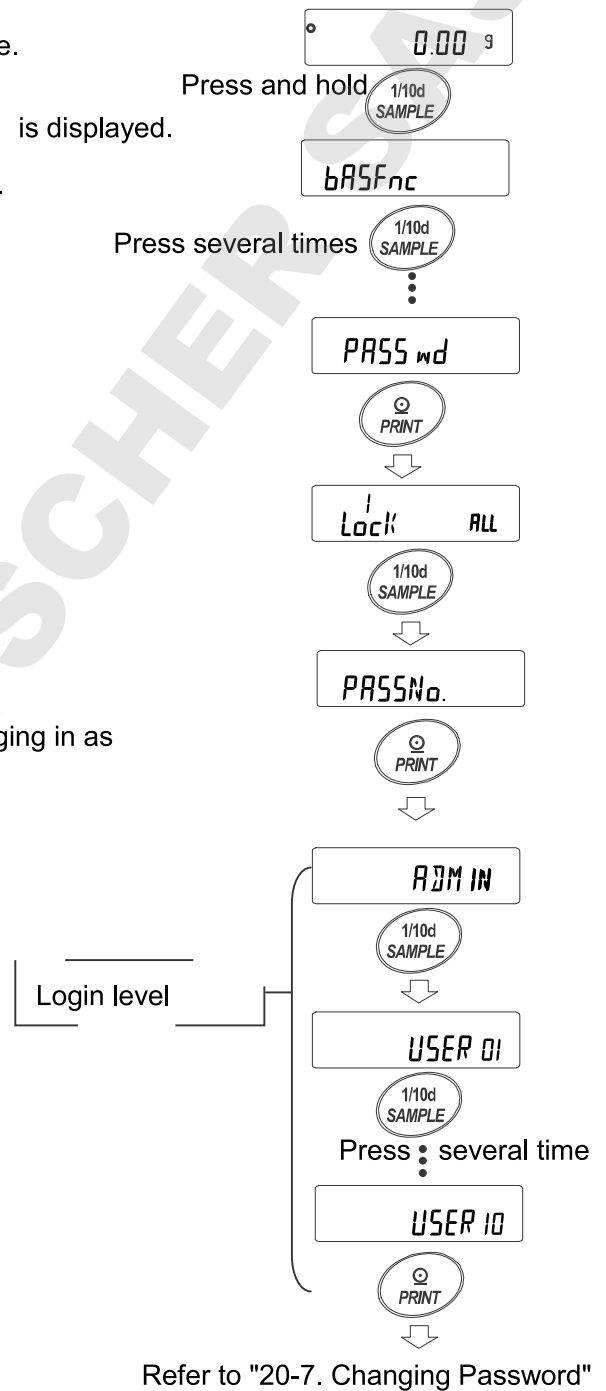 e.
0.00 g
Press and hold
1/10d
SAMPLE
is displayed.
.
bASFnc
Press several times
1/10d
SAMPLE
PASS wd
PRINT
1
Lock ALL
1/10d
SAMPLE
PASSNo.
ging in as
PRINT
ADMIN
1/10d
SAMPLE
Login level
USER 01
1/10d
SAMPLE
Press several time
USER 10
PRINT
Refer to "20-7. Changing Password"